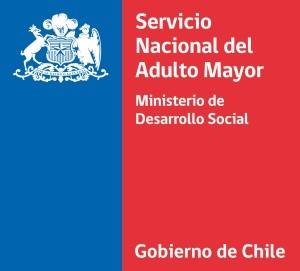 Servicio
Nacional del
Adulto Mayor
Ministerio de
Desarrollo Social
Gobierno de Chile